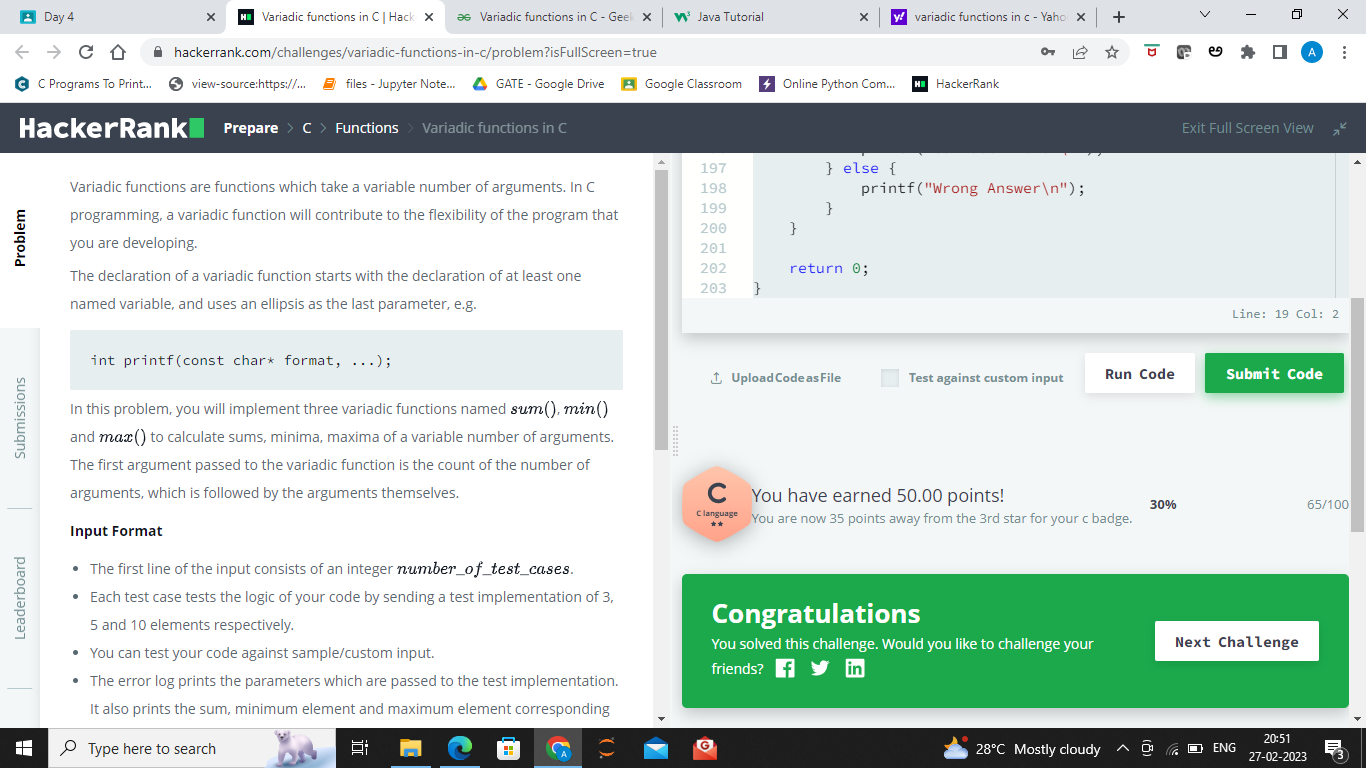 Day 4
Variadic functions in C | Hack
Variadic functions in C - Geek
Java Tutorial
variadic functions in c - Yaho
hackerrank.com/challenges/variadic-functions-in-c/problem?isFullScreen=true
A
C Programs To Print...
view-source:https://...
files - Jupyter Note...
GATE - Google Drive
Google Classroom
Online Python Com...
HackerRank
HackerRank
Prepare > C > Functions > Variadic functions in C
Exit Full Screen View
Problem
Submissions
Leaderboard
Variadic functions are functions which take a variable number of arguments. In C
programming, a variadic function will contribute to the flexibility of the program that
you are developing.
The declaration of a variadic function starts with the declaration of at least one
named variable, and uses an ellipsis as the last parameter, e.g.
int printf(const char* format, ...);
In this problem, you will implement three variadic functions named sum(), min()
and max() to calculate sums, minima, maxima of a variable number of arguments.
The first argument passed to the variadic function is the count of the number of
arguments, which is followed by the arguments themselves.
Input Format
• The first line of the input consists of an integer number_of_test_cases.
• Each test case tests the logic of your code by sending a test implementation of 3,
5 and 10 elements respectively.
• You can test your code against sample/custom input.
• The error log prints the parameters which are passed to the test implementation.
It also prints the sum, minimum element and maximum element corresponding
197 } else {
198 printf("Wrong Answer\n");
199 }
200 }
201
202 return 0;
203 }
Line: 19 Col: 2
Upload Code as File
Test against custom input
Run Code
Submit Code
C
C language
You have earned 50.00 points!
You are now 35 points away from the 3rd star for your c badge.
30%
65/100
Congratulations
You solved this challenge. Would you like to challenge your
friends?
Next Challenge
Type here to search
28°C Mostly cloudy
ENG
20:51
27-02-2023
3